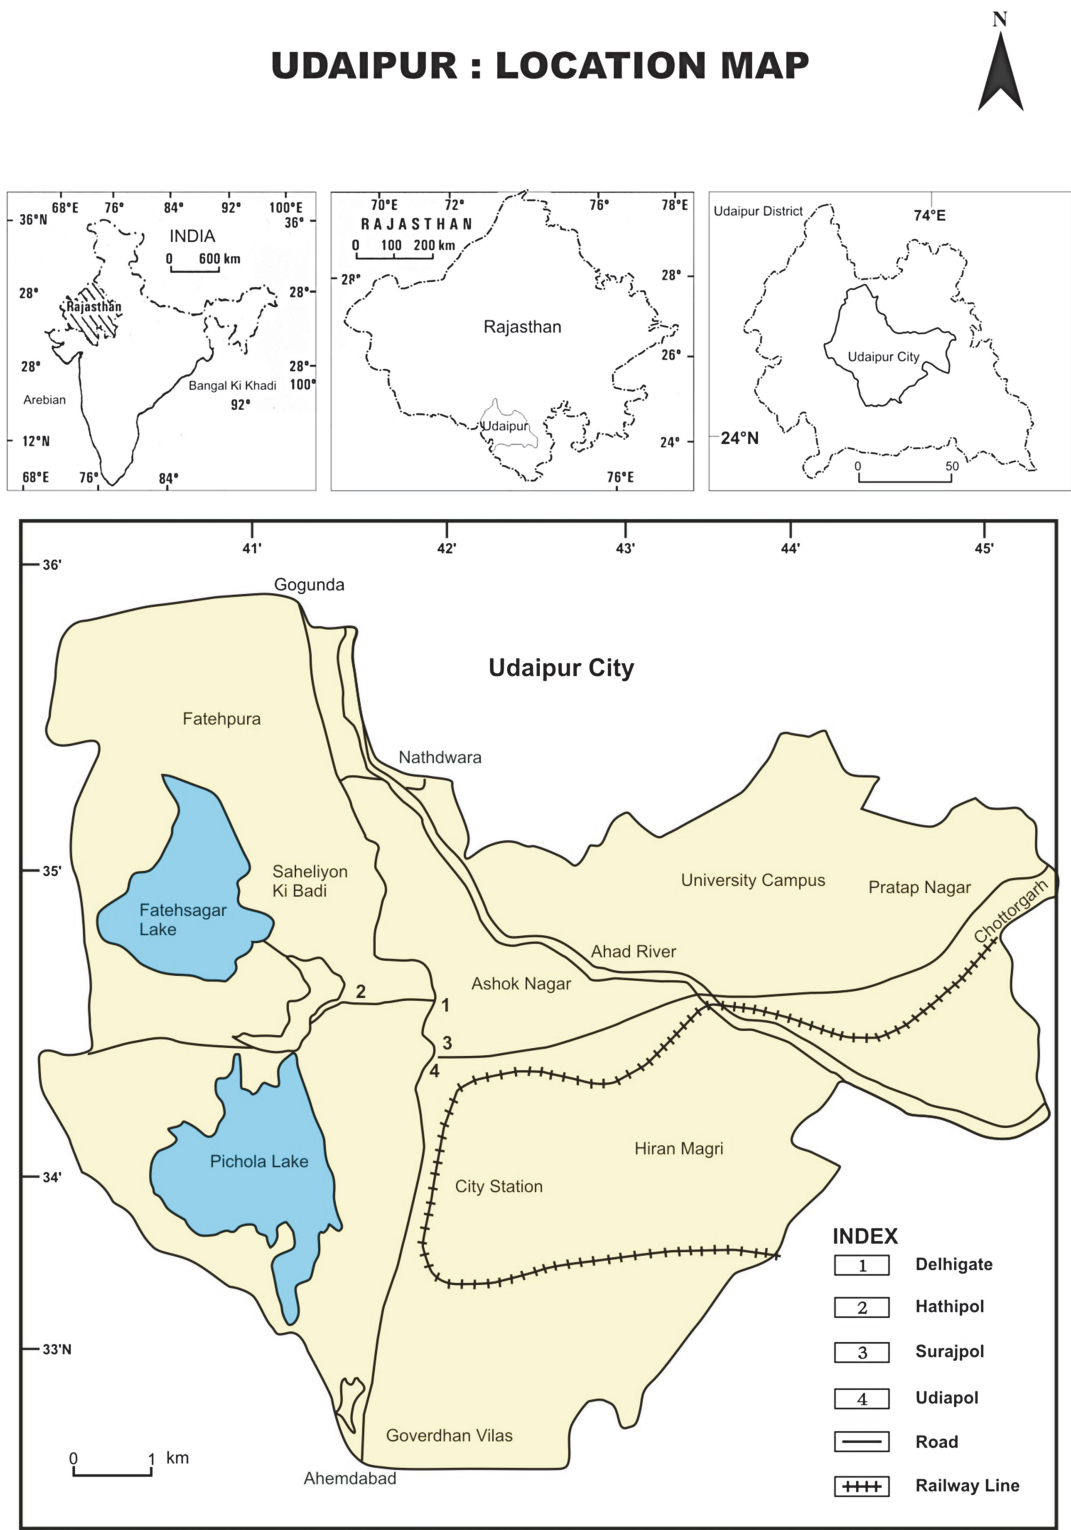 N
UDAIPUR : LOCATION MAP
68°E 76° 84° 92° 100°E
36°N 36°
INDIA
0 600 km
28° 28°
Rajasthan
28° 28°
Bangal Ki Khadi 100°
Arebian 92°
12°N
68°E 76° 84°
70°E 72° 76° 78°E
RAJASTHAN
0 100 200 km
28° 28°
Rajasthan
26°
Udaipur
24°
76°E
Udaipur District
74°E
Udaipur City
24°N
0 50
41' 42' 43' 44' 45'
36'
Gogunda
Udaipur City
Fatehpura
Nathdwara
35'
Saheliyon
Ki Badi
University Campus
Pratap Nagar
Chottorgarh
Fatehsagar
Lake
Ahad River
Ashok Nagar
2
1
3
4
Hiran Magri
Pichola Lake
34'
City Station
33'N
Goverdhan Vilas
0 1 km
Ahemdabad
INDEX
1 Delhigate
2 Hathipol
3 Surajpol
4 Udiapol
Road
Railway Line